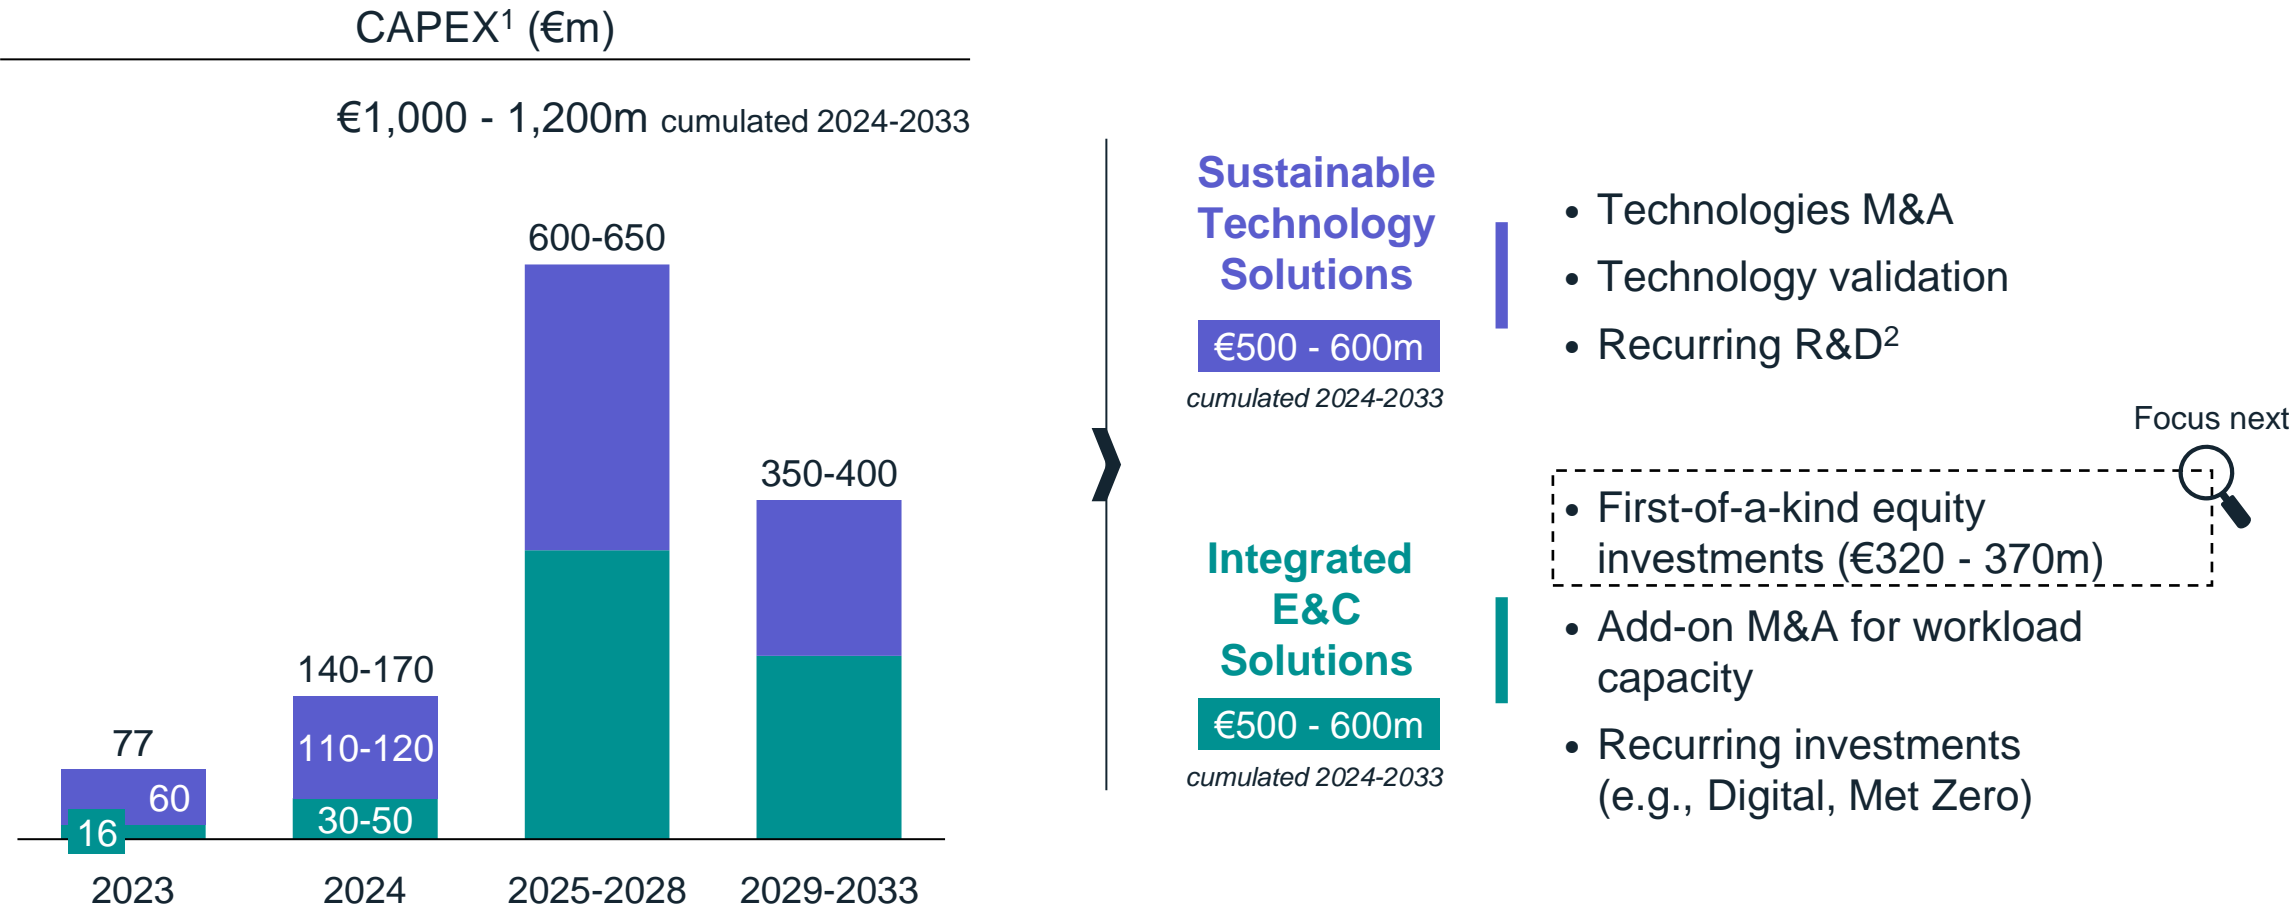 CAPEX¹ (€m)
€1,000 - 1,200m cumulated 2024-2033
600-650
350-400
140-170
110-120
30-50
77
60
16
2023
2024
2025-2028
2029-2033
Sustainable
Technology
Solutions
€500 - 600m
cumulated 2024-2033
• Technologies M&A
• Technology validation
• Recurring R&D²
Focus next
Integrated
E&C
Solutions
€500 - 600m
cumulated 2024-2033
• First-of-a-kind equity
investments (€320 - 370m)
• Add-on M&A for workload
capacity
• Recurring investments
(e.g., Digital, Met Zero)